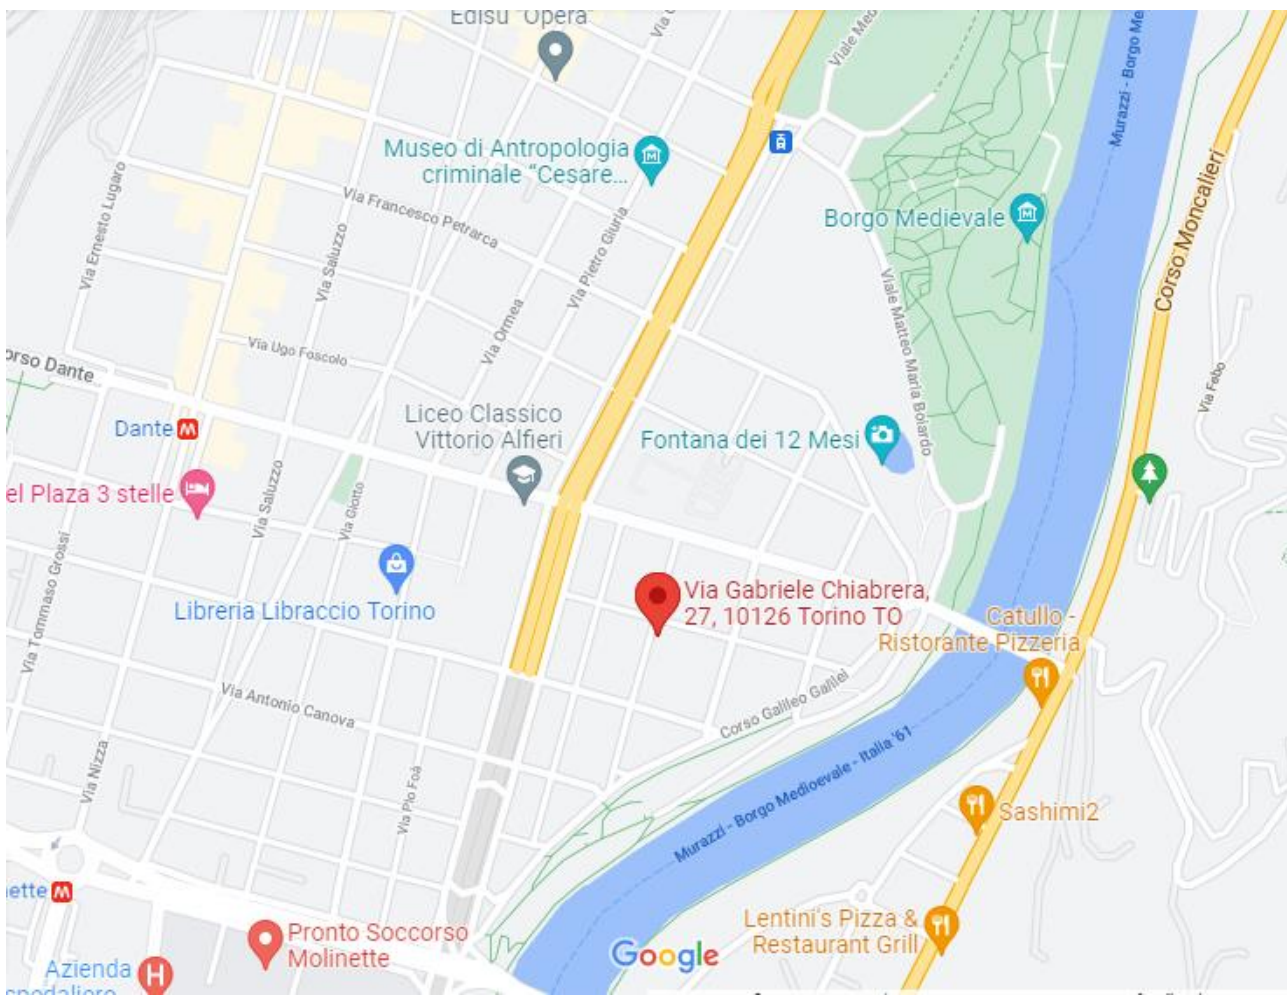 Edisu "Opera"
Viale Med
Murazzi - Borgo Me
Museo di Antropologia
criminale "Cesare...
Via Ernesto Lugaro
Via Francesco Petrarca
Via Saluzzo
Via Pietro Giuria
Borgo Medievale
Corso Moncalieri
Via Ormea
Via Ugo Foscolo
Viale Matteo Maria Boiardo
Via Febo
orso Dante
Dante M
Liceo Classico
Vittorio Alfieri
Fontana dei 12 Mesi
el Plaza 3 stelle
Via Saluzzo
Via Giotto
Via Tommaso Grossi
Libreria Libraccio Torino
Via Gabriele Chiabrera,
27, 10126 Torino TO
Catullo -
Ristorante Pizzeria
Via Antonio Canova
Corso Galileo Galilei
Via Nizza
Via Pio Foà
Murazzi - Borgo Medioevale - Italia '61
Sashimi2
nette M
Pronto Soccorso
Molinette
Lentini's Pizza &
Restaurant Grill
Google
Azienda
H